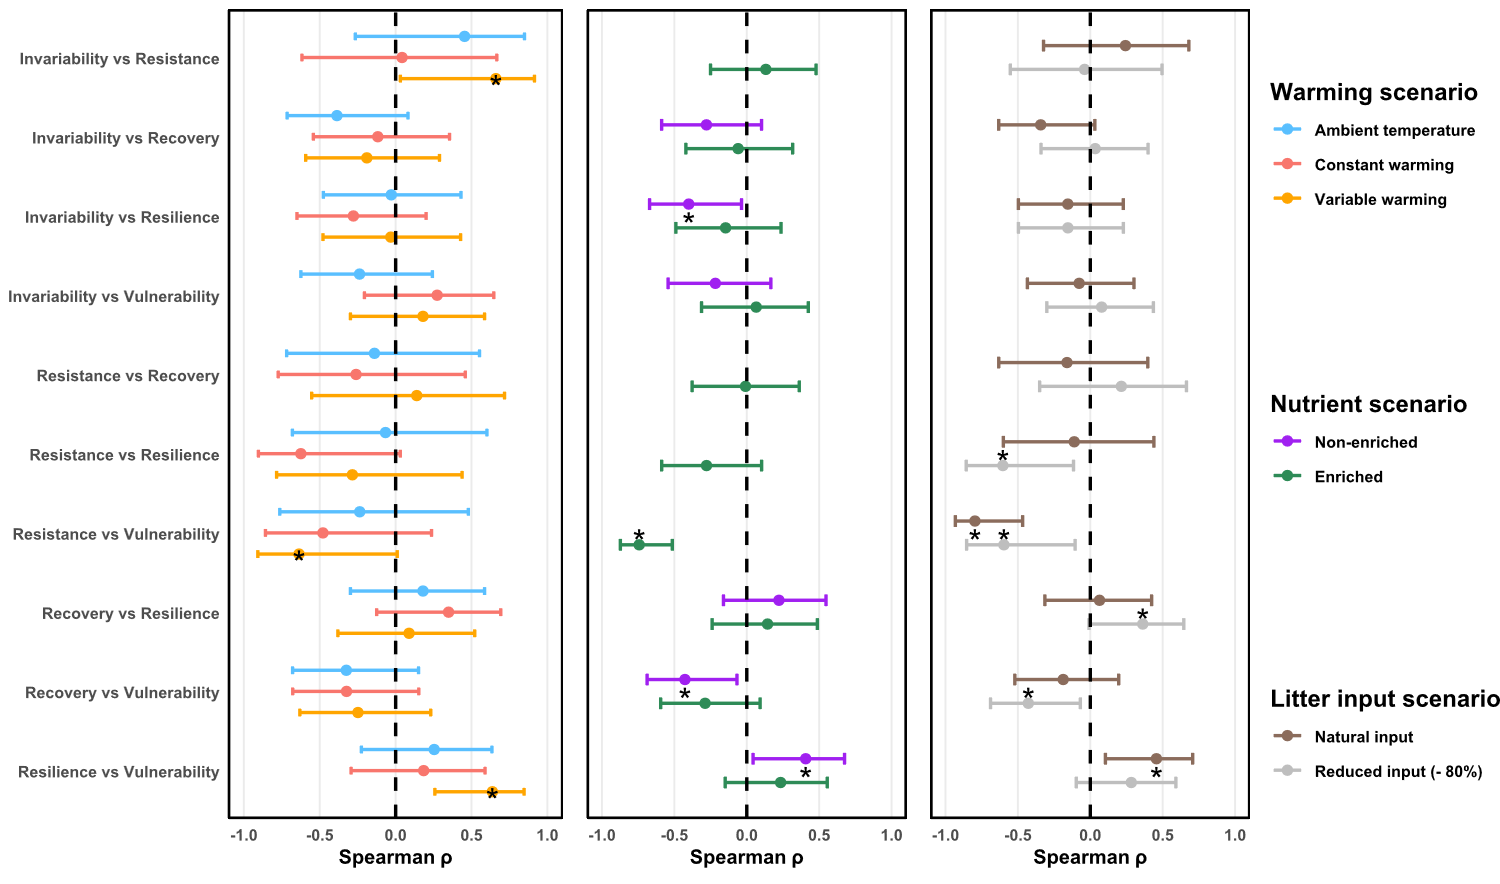 Invariability vs Resistance
Invariability vs Recovery
Invariability vs Resilience
Invariability vs Vulnerability
Resistance vs Recovery
Resistance vs Resilience
Resistance vs Vulnerability
Recovery vs Resilience
Recovery vs Vulnerability
Resilience vs Vulnerability
* * * * * * * * * * * * *
-1.0 -0.5 0.0 0.5 1.0
Spearman ρ
-1.0 -0.5 0.0 0.5 1.0
Spearman ρ
-1.0 -0.5 0.0 0.5 1.0
Spearman ρ
Warming scenario
Ambient temperature
Constant warming
Variable warming
Nutrient scenario
Non-enriched
Enriched
Litter input scenario
Natural input
Reduced input (- 80%)